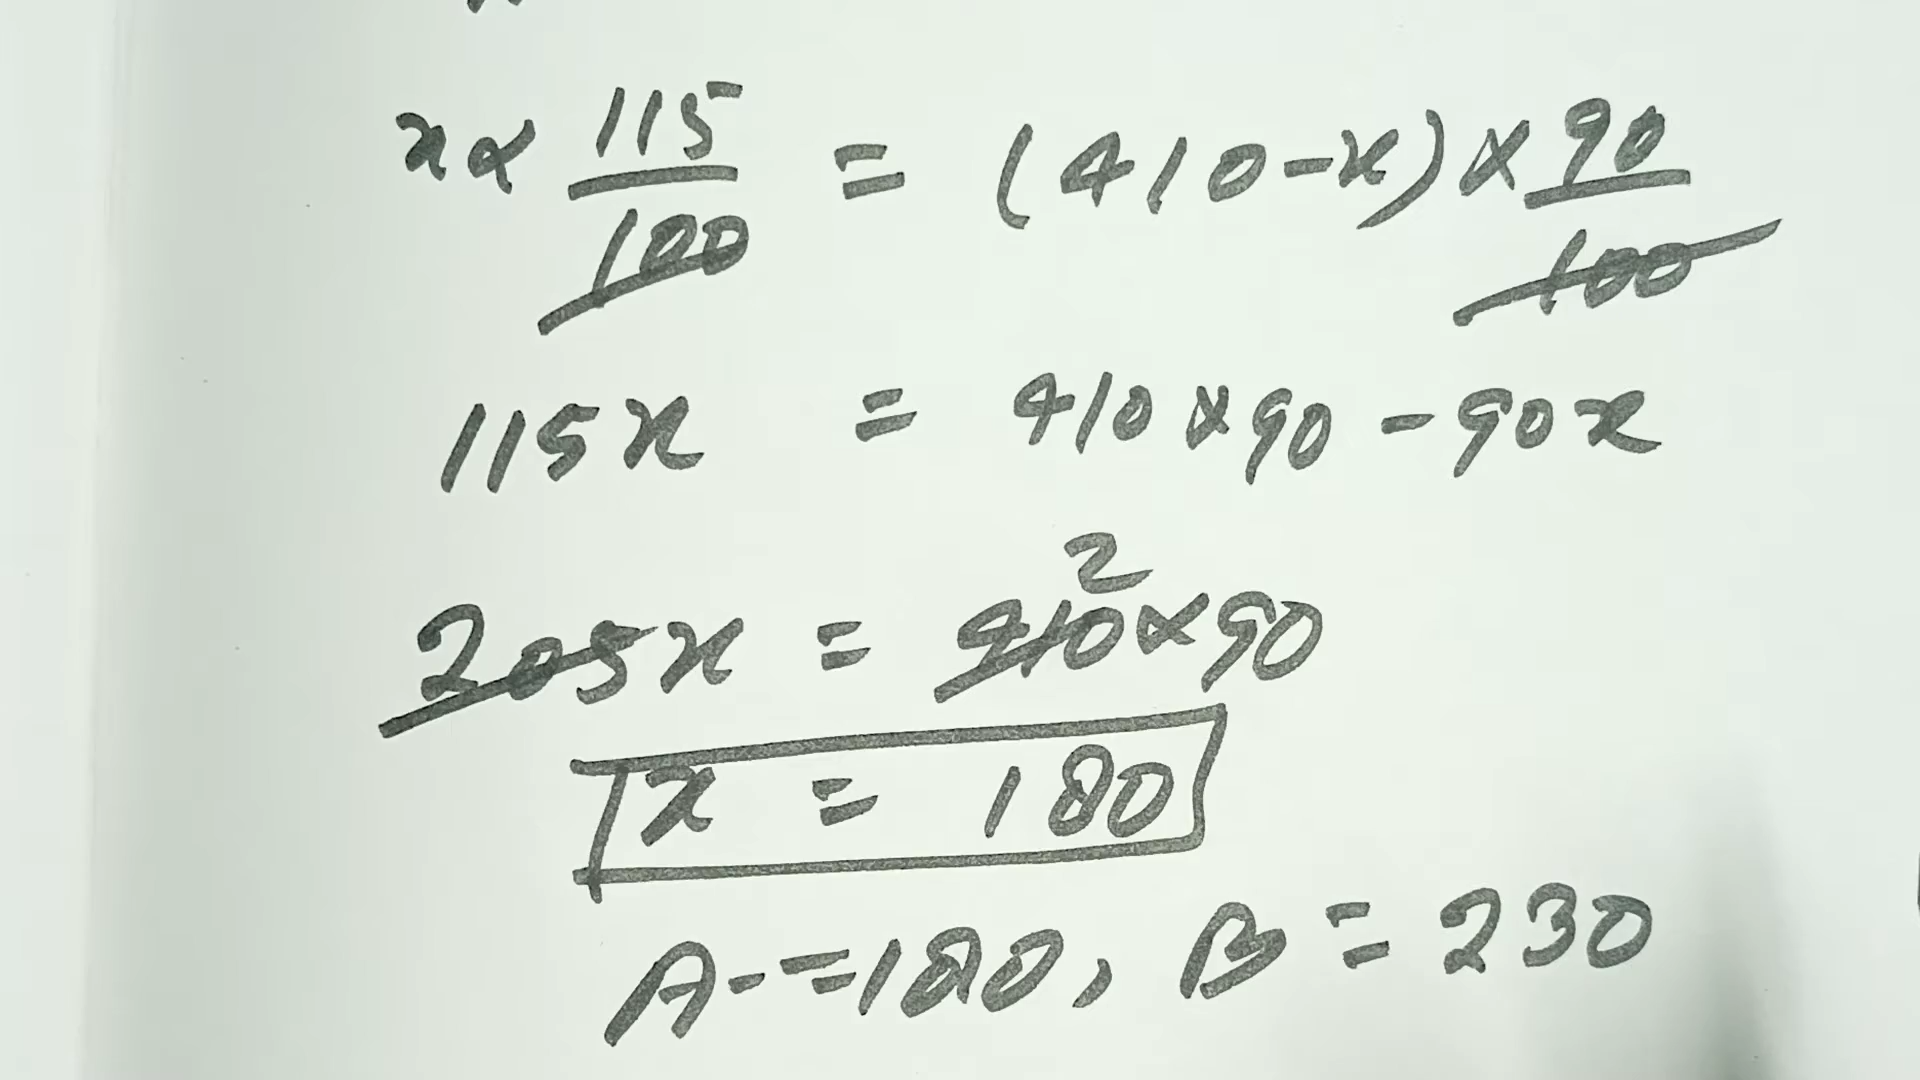 x × 115/100 = (410-x) × 90/100
115x = 410 × 90 - 90x
205x = 410 × 90 2
x = 180
A = 180, B = 230